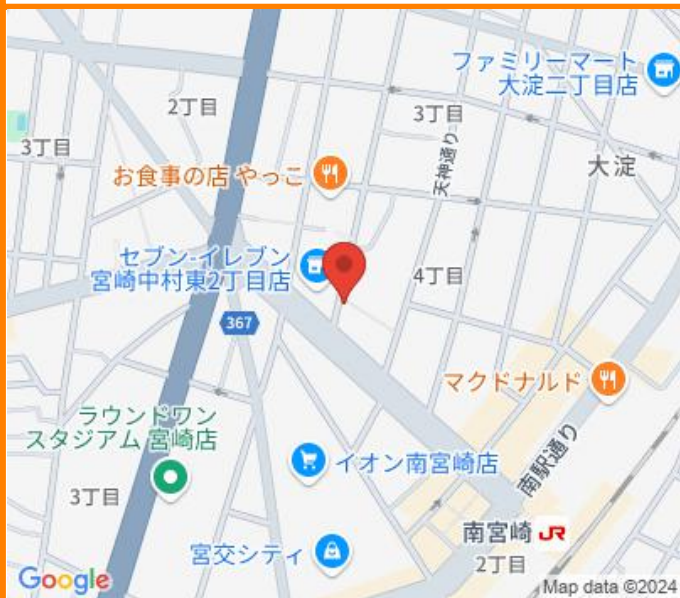 ファミリーマート
大淀二丁目店
2丁目
3丁目
3丁目
天神通り
大淀
お食事の店 やっこ
セブン-イレブン
宮崎中村東2丁目店
4丁目
367
マクドナルド
ラウンドワン
スタジアム 宮崎店
イオン南宮崎店
南駅通り
3丁目
南宮崎 JR
2丁目
宮交シティ
Google
Map data ©2024